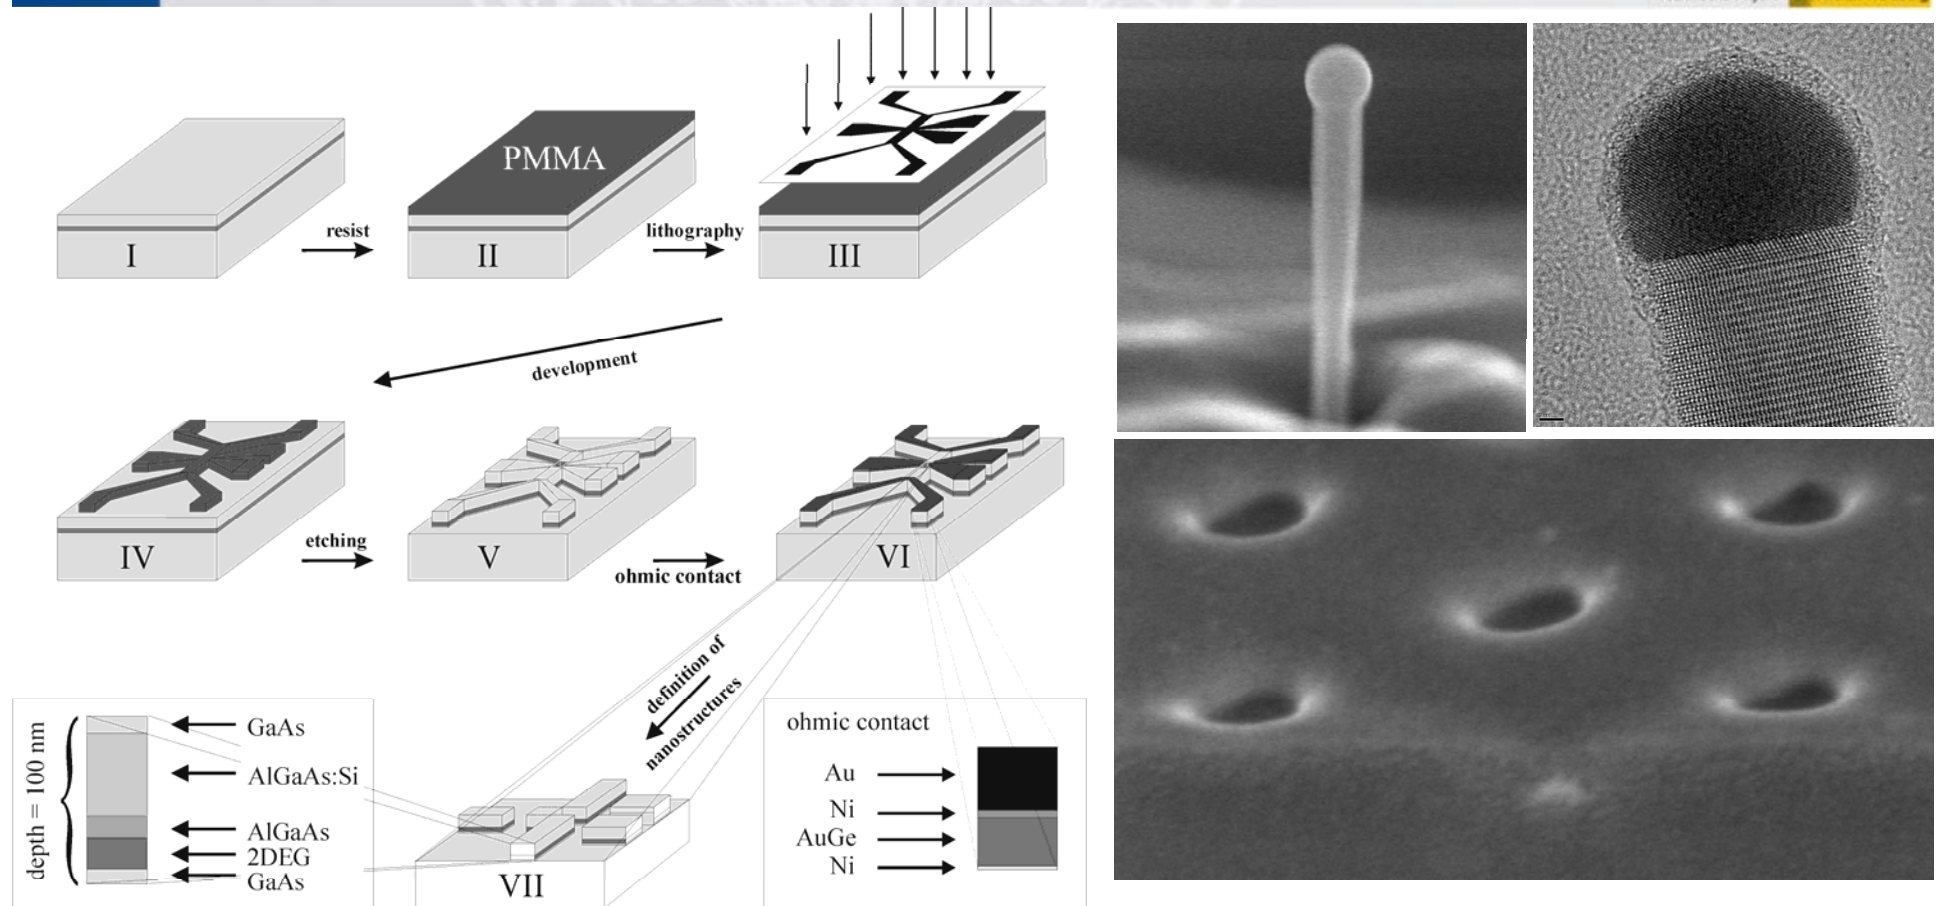 PMMA
I
resist
II
lithography
III
development
IV
etching
V
ohmic contact
VI
definition of
nanostructures
depth = 100 nm
GaAs
AlGaAs:Si
AlGaAs
2DEG
GaAs
VII
ohmic contact
Au
Ni
AuGe
Ni